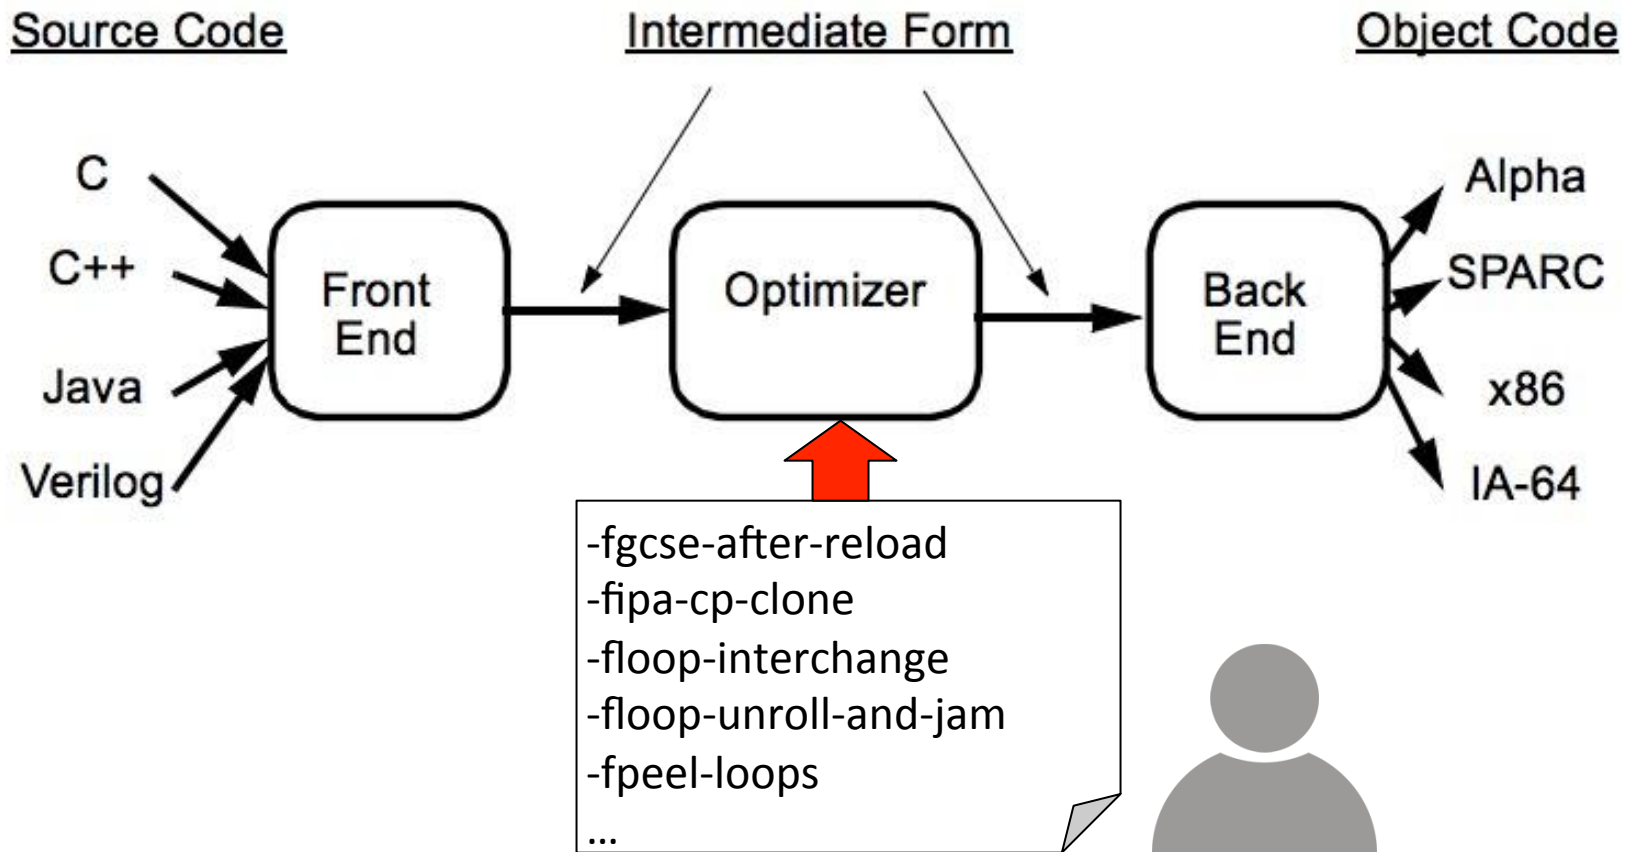 Source Code
Intermediate Form
Object Code
C
C++
Java
Verilog
Front
End
Optimizer
Back
End
Alpha
SPARC
x86
IA-64
-fgcse-after-reload
-fipa-cp-clone
-floop-interchange
-floop-unroll-and-jam
-fpeel-loops
...